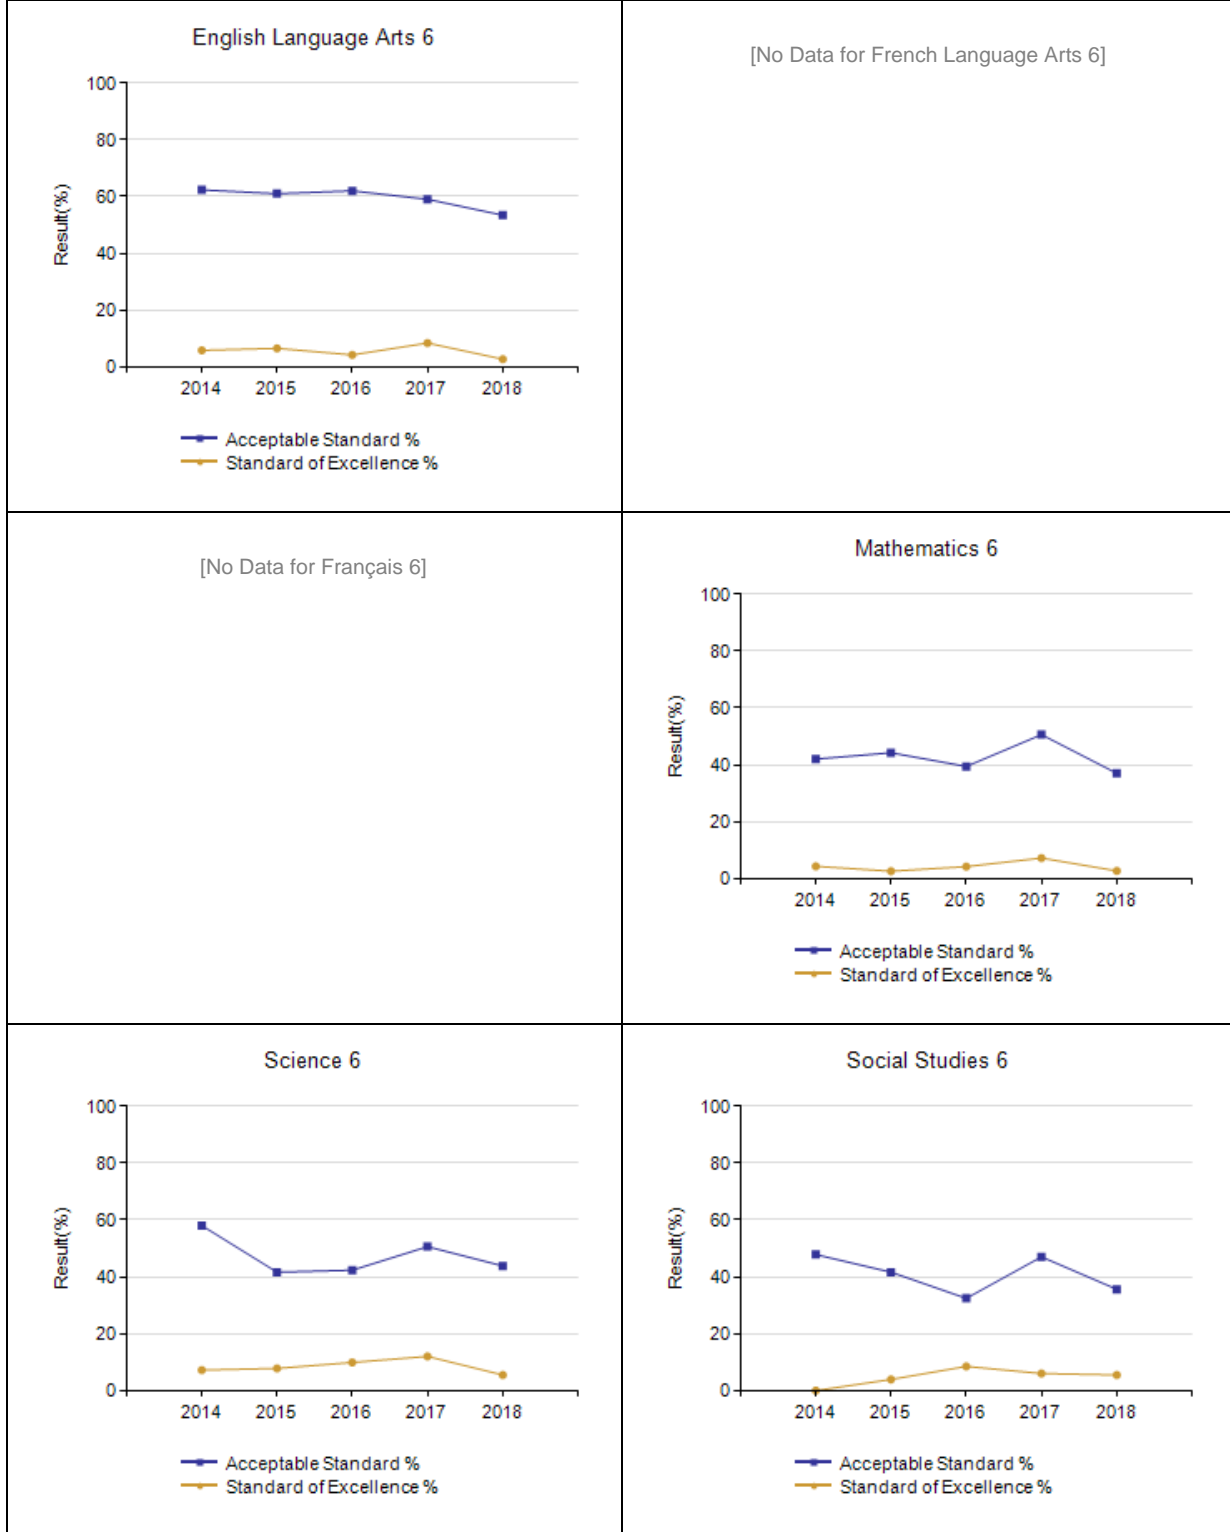 English Language Arts 6
100
80
60
40
20
0
Result(%)
2014 2015 2016 2017 2018
Acceptable Standard %
Standard of Excellence %
[No Data for French Language Arts 6]
[No Data for Français 6]
Mathematics 6
100
80
60
40
20
0
Result(%)
2014 2015 2016 2017 2018
Acceptable Standard %
Standard of Excellence %
Science 6
100
80
60
40
20
0
Result(%)
2014 2015 2016 2017 2018
Acceptable Standard %
Standard of Excellence %
Social Studies 6
100
80
60
40
20
0
Result(%)
2014 2015 2016 2017 2018
Acceptable Standard %
Standard of Excellence %